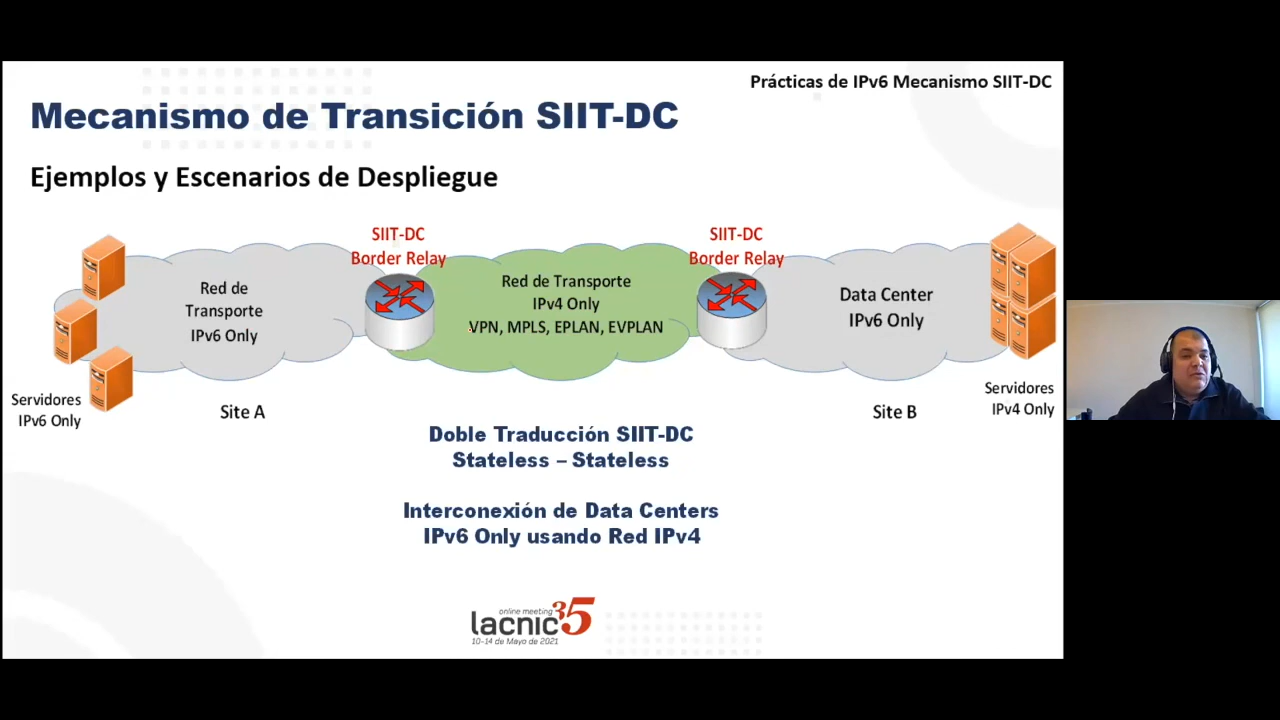 Prácticas de IPv6 Mecanismo SIIT-DC
Mecanismo de Transición SIIT-DC
Ejemplos y Escenarios de Despliegue
SIIT-DC
Border Relay
SIIT-DC
Border Relay
Red de
Transporte
IPv6 Only
Red de Transporte
IPv4 Only
VPN, MPLS, EPLAN, EVPLAN
Data Center
IPv6 Only
Servidores
IPv6 Only
Site A
Site B
Servidores
IPv4 Only
Doble Traducción SIIT-DC
Stateless – Stateless
Interconexión de Data Centers
IPv6 Only usando Red IPv4
online meeting
lacnic35
10-14 de Mayo de 2021